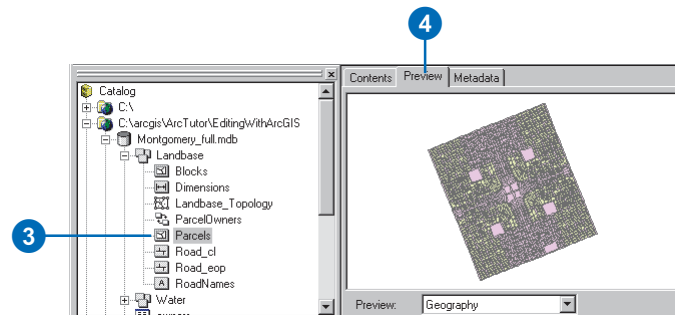 4
Contents Preview Metadata
Catalog
C:\
C:\arcgis\ArcTutor\EditingWithArcGIS
Montgomery_full.mdb
Landbase
Blocks
Dimensions
Landbase_Topology
ParcelOwners
3
Parcels
Road_cl
Road_eop
A RoadNames
Water
owners
Preview: Geography